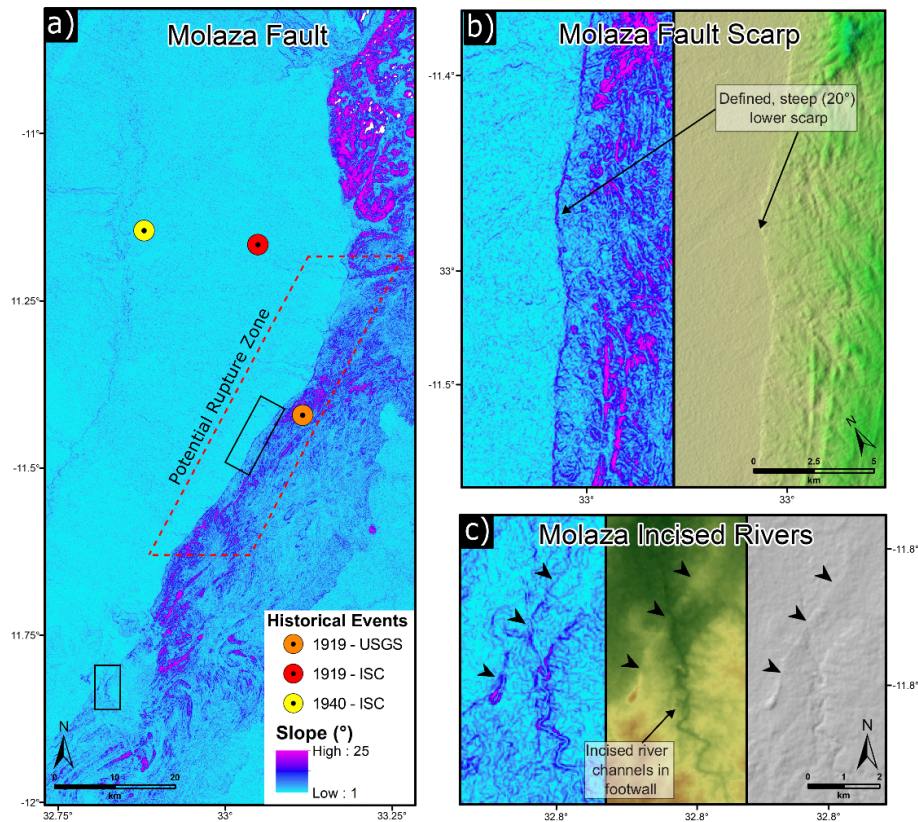 a)
Molaza Fault
-11°
-11.25°
-11.5°
-11.75°
-12°
Potential Rupture Zone
Historical Events
1919 - USGS
1919 - ISC
1940 - ISC
Slope (°)
High : 25
Low : 1
N
0 10 20
km
32.75° 33° 33.25°
b)
Molaza Fault Scarp
-11.4°
Defined, steep (20°)
lower scarp
33°
-11.5°
N
0 2.5 5
km
33° 33°
c)
Molaza Incised Rivers
-11.8°
-11.8°
Incised river
channels in
footwall
N
0 1 2
km
32.8° 32.8° 32.8°